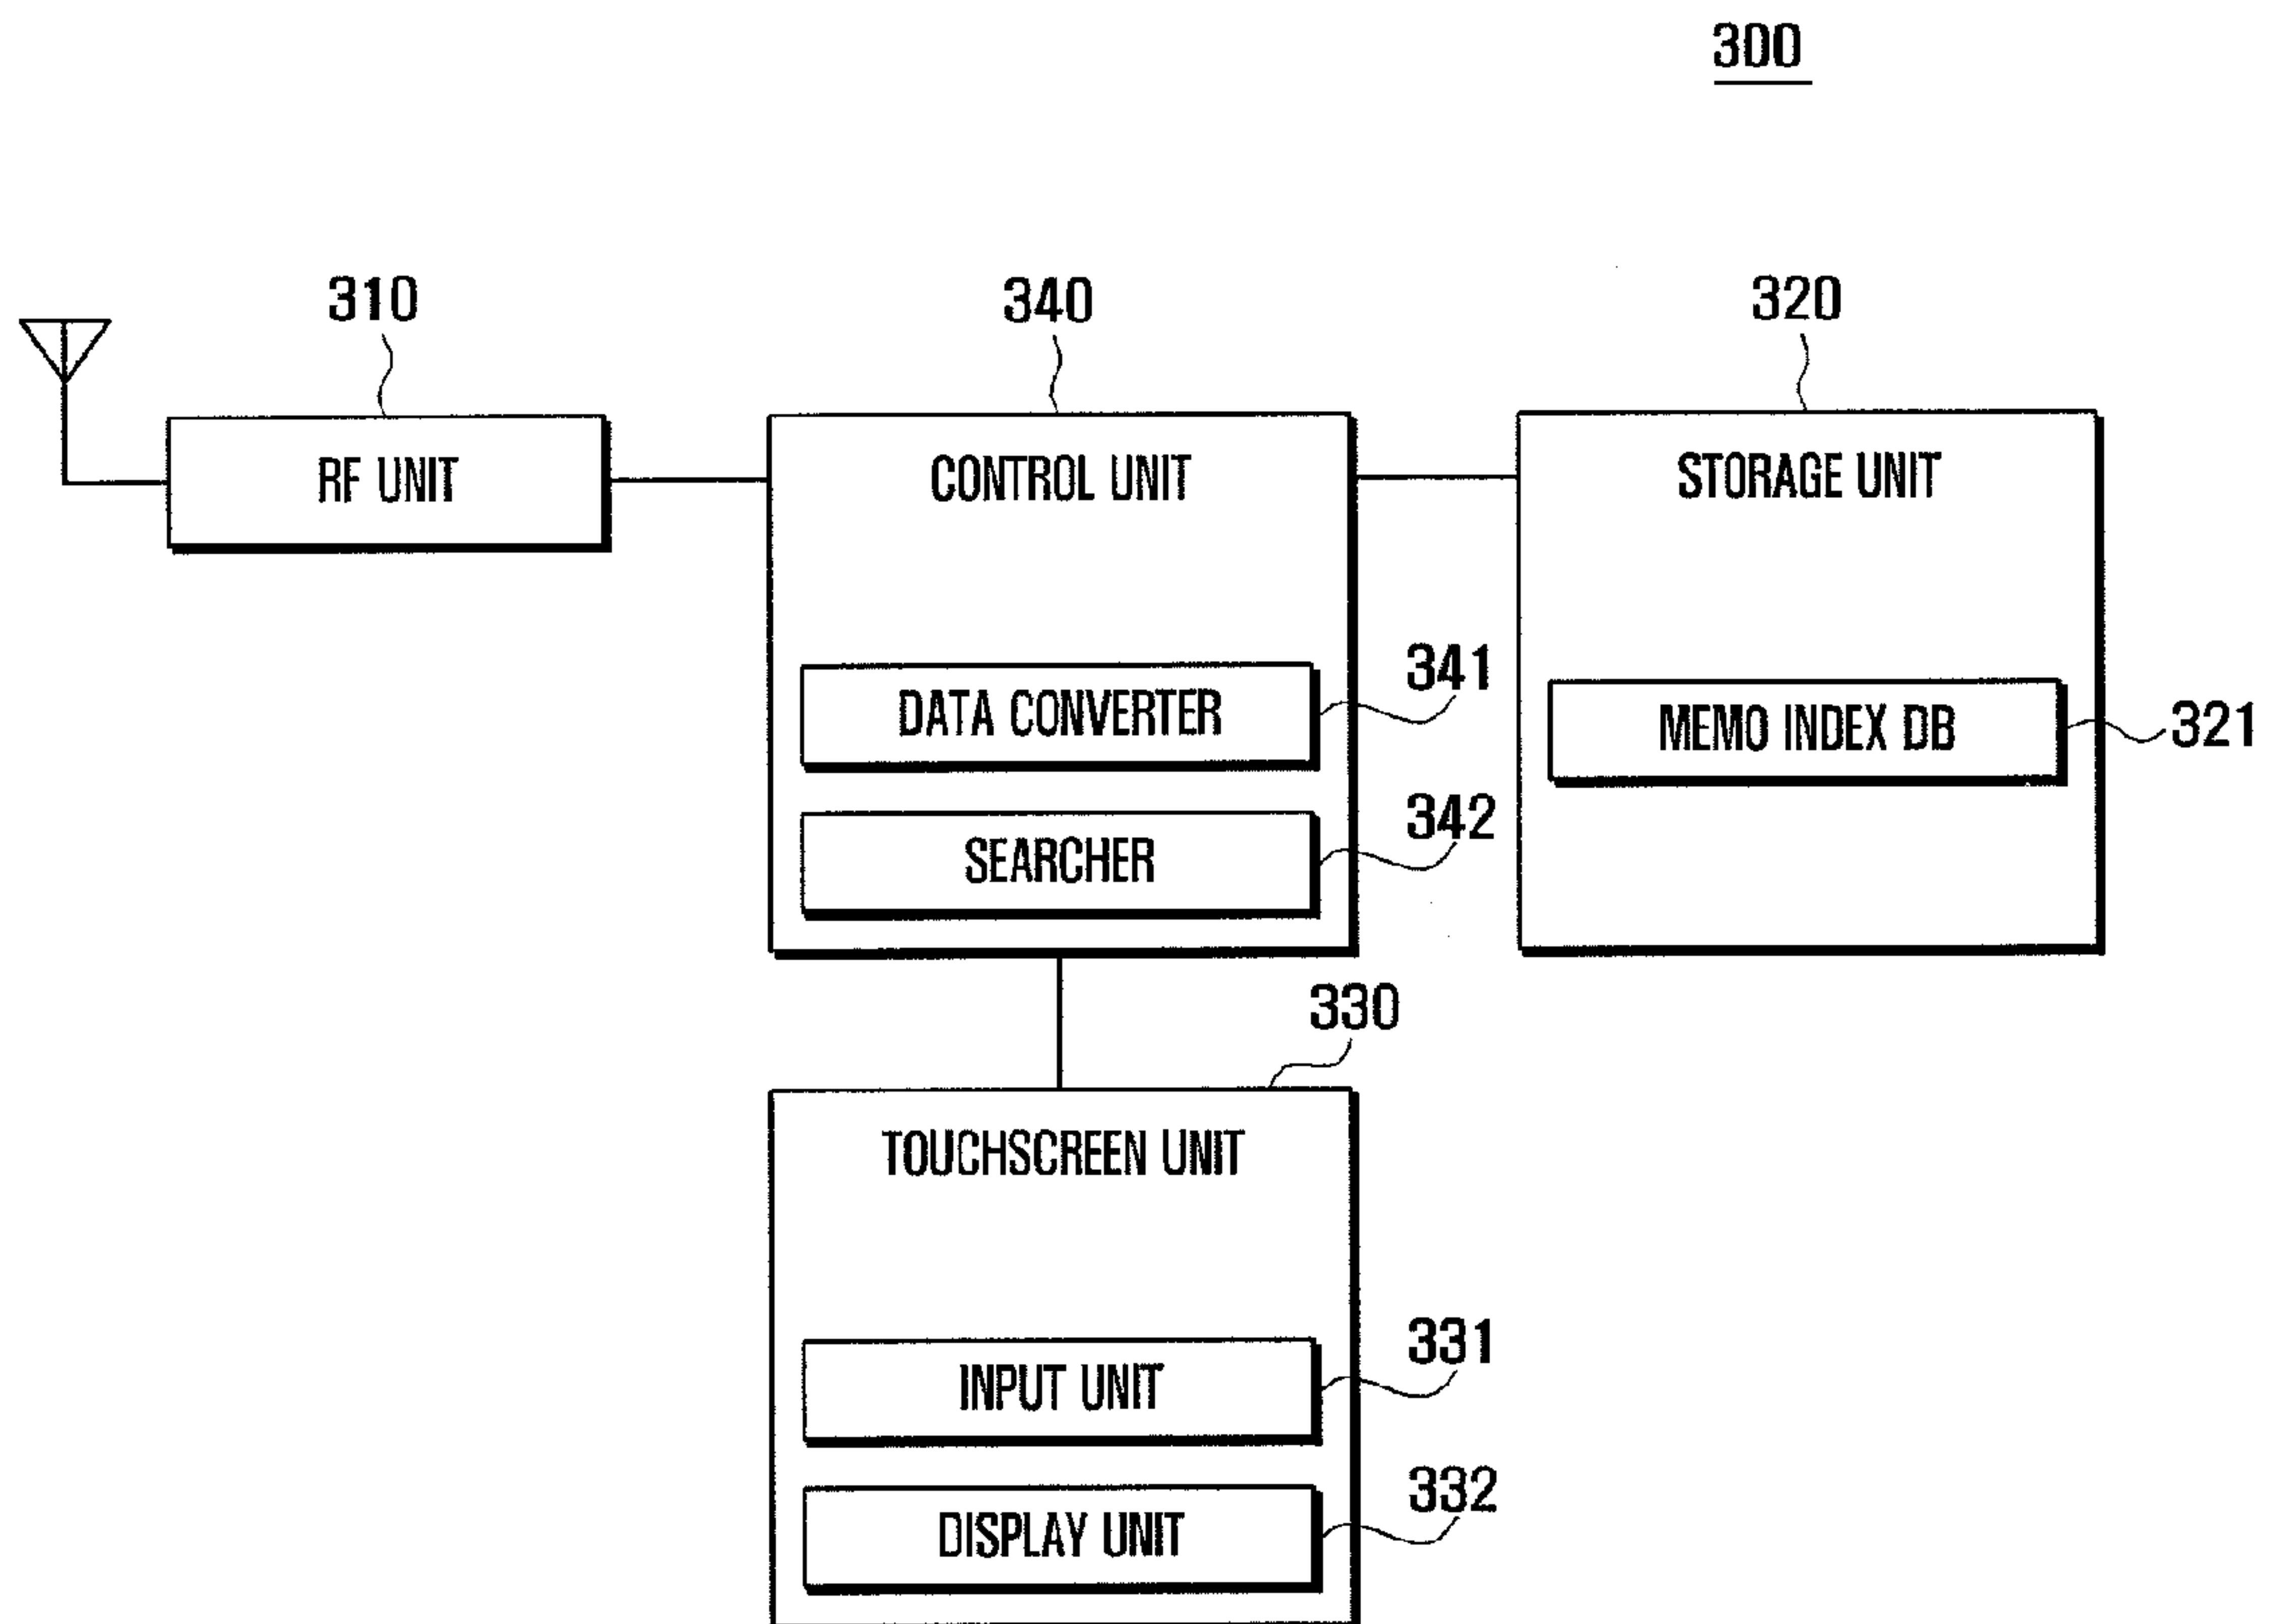 300
310
340
320
RF UNIT
CONTROL UNIT
STORAGE UNIT
DATA CONVERTER
341
MEMO INDEX DB
321
SEARCHER
342
330
TOUCHSCREEN UNIT
INPUT UNIT
331
DISPLAY UNIT
332